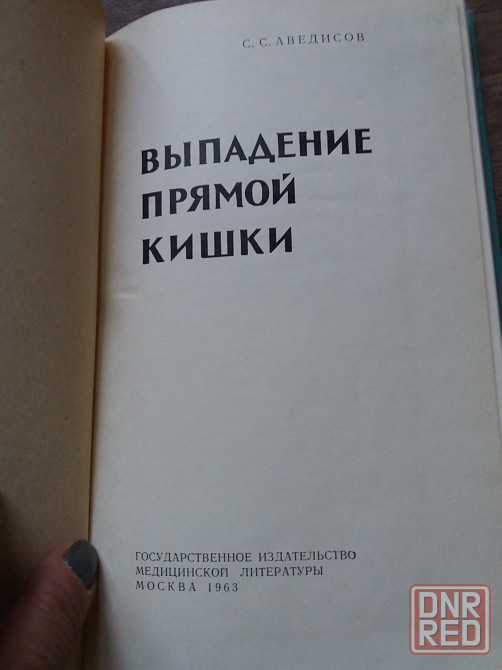 С. С. АВЕДИСОВ
ВЫПАДЕНИЕ
ПРЯМОЙ
КИШКИ
ГОСУДАРСТВЕННОЕ ИЗДАТЕЛЬСТВО
МЕДИЦИНСКОЙ ЛИТЕРАТУРЫ
МОСКВА 1963
DNR
RED